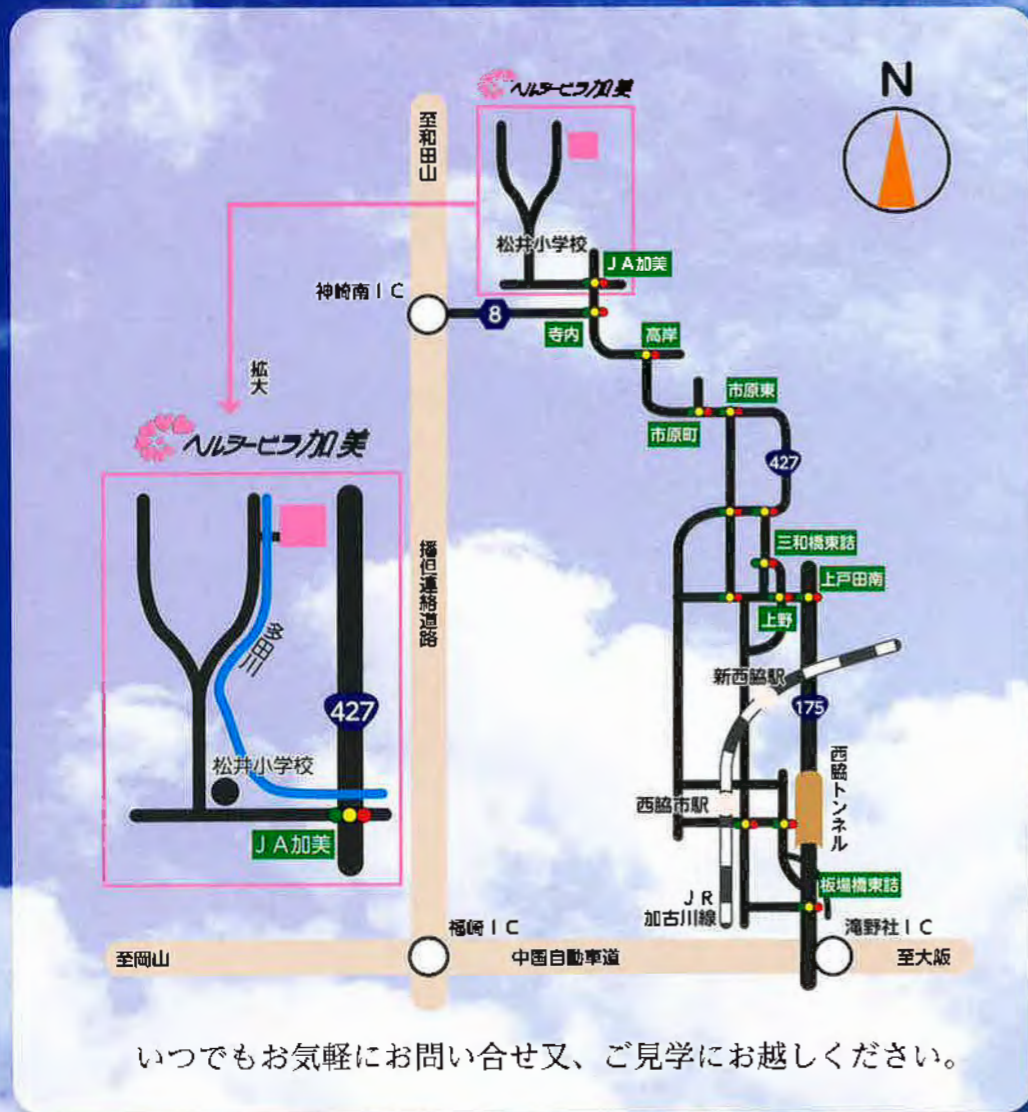 ヘルシービラ加美
N
至和田山
松井小学校
JA加美
神崎南IC
8
寺内
高岸
拡大
市原東
市原町
ヘルシービラ加美
427
三和橋東詰
上戸田南
播但連絡道路
上野
多田川
新西脇駅
427
175
松井小学校
西脇トンネル
西脇市駅
JA加美
板場橋東詰
JR
加古川線
福崎IC
滝野社IC
至岡山
中国自動車道
至大阪
いつでもお気軽にお問い合せ又、ご見学にお越しください。